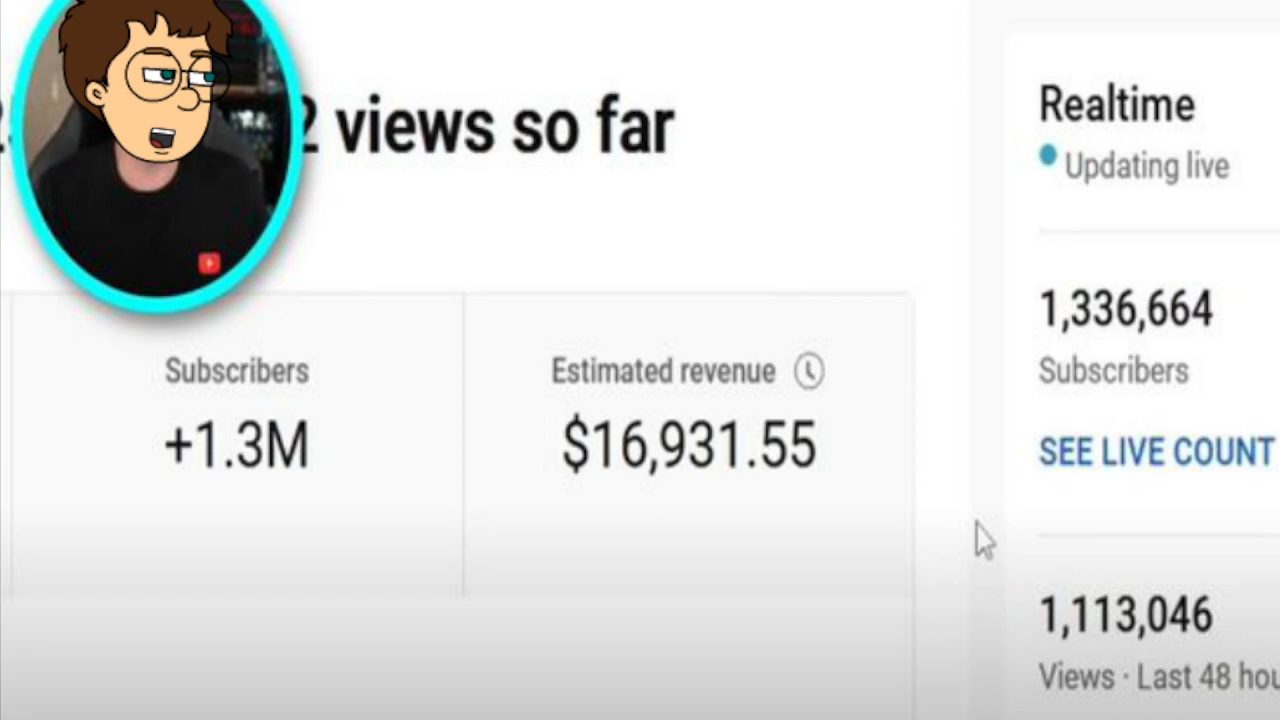 2 views so far
Realtime
Updating live
1,336,664
Subscribers
SEE LIVE COUNT
Subscribers
+1.3M
Estimated revenue
$16,931.55
1,113,046
Views · Last 48 hou